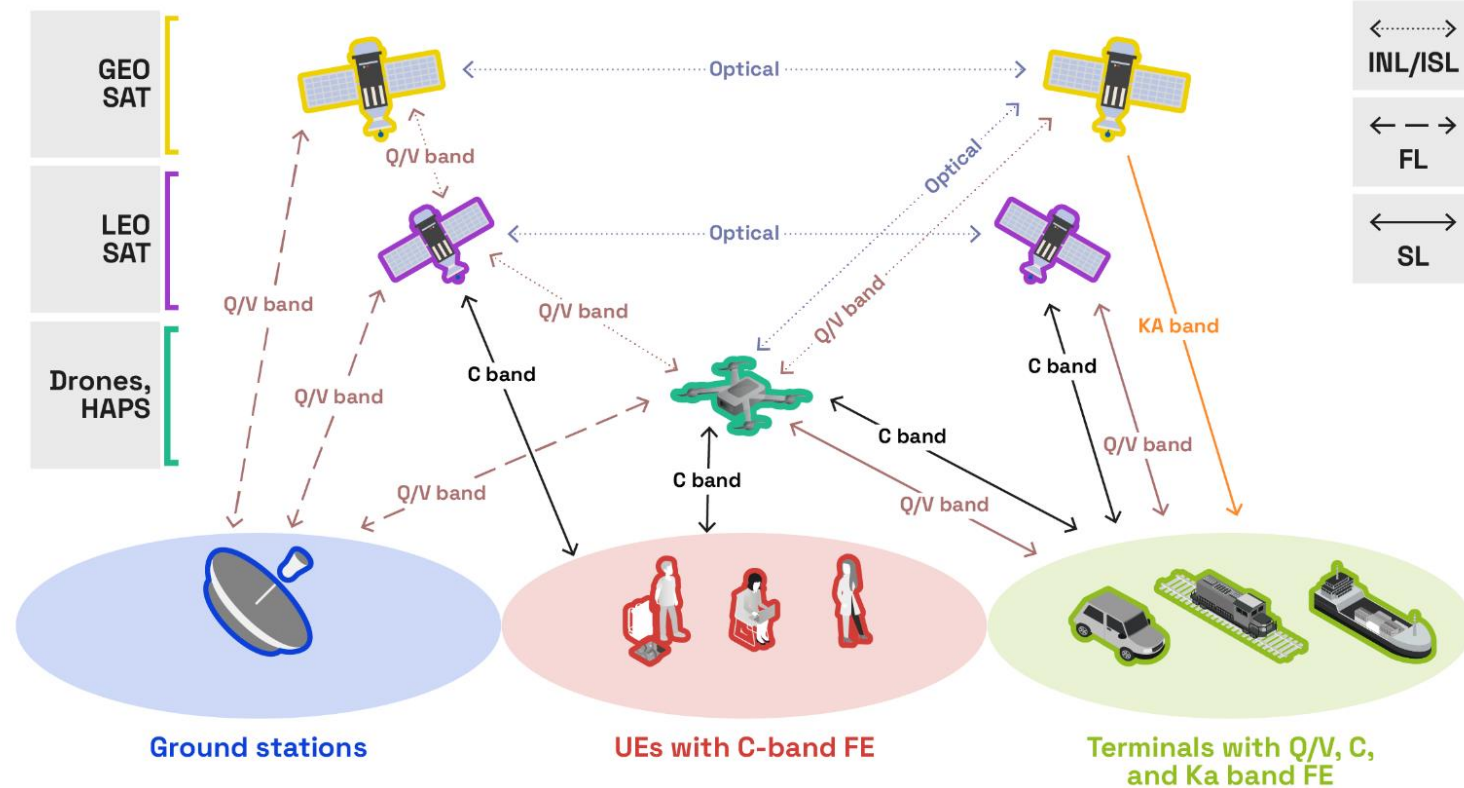 GEO
SAT
Optical
INL/ISL
FL
SL
Q/V band
Optical
LEO
SAT
Optical
Q/V band
Q/V band
Q/V band
KA band
Drones,
HAPS
Q/V band
C band
C band
C band
Q/V band
C band
Q/V band
Q/V band
Ground stations
UEs with C-band FE
Terminals with Q/V, C,
and Ka band FE